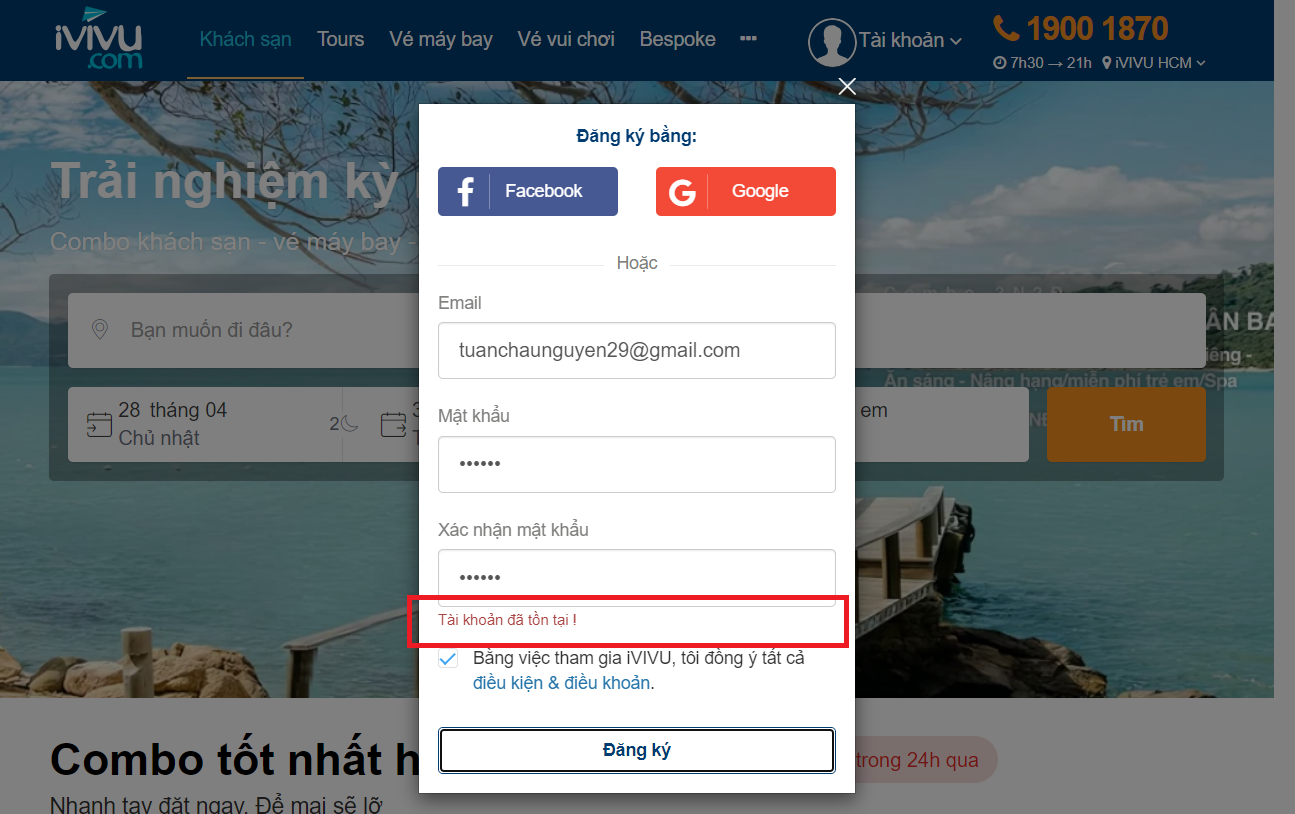 iVIVU.com
Khách sạn
Tours
Vé máy bay
Vé vui chơi
Bespoke
Tài khoản
1900 1870
7h30 → 21h
iVIVU HCM
Trải nghiệm kỳ
Combo khách sạn - vé máy bay -
Bạn muốn đi đâu?
28 tháng 04
Chủ nhật
2
Đăng ký bằng:
Facebook
Google
Hoặc
Email
tuanchaunguyen29@gmail.com
Mật khẩu
••••••
Xác nhận mật khẩu
••••••
Tài khoản đã tồn tại !
Bằng việc tham gia iVIVU, tôi đồng ý tất cả
điều kiện & điều khoản.
Đăng ký
Ăn sáng - Nâng hạng/miễn phí trẻ em/Spa
em
Tìm
Combo tốt nhất h
trong 24h qua
Nhanh tay đặt ngay. Để mai sẽ lỡ